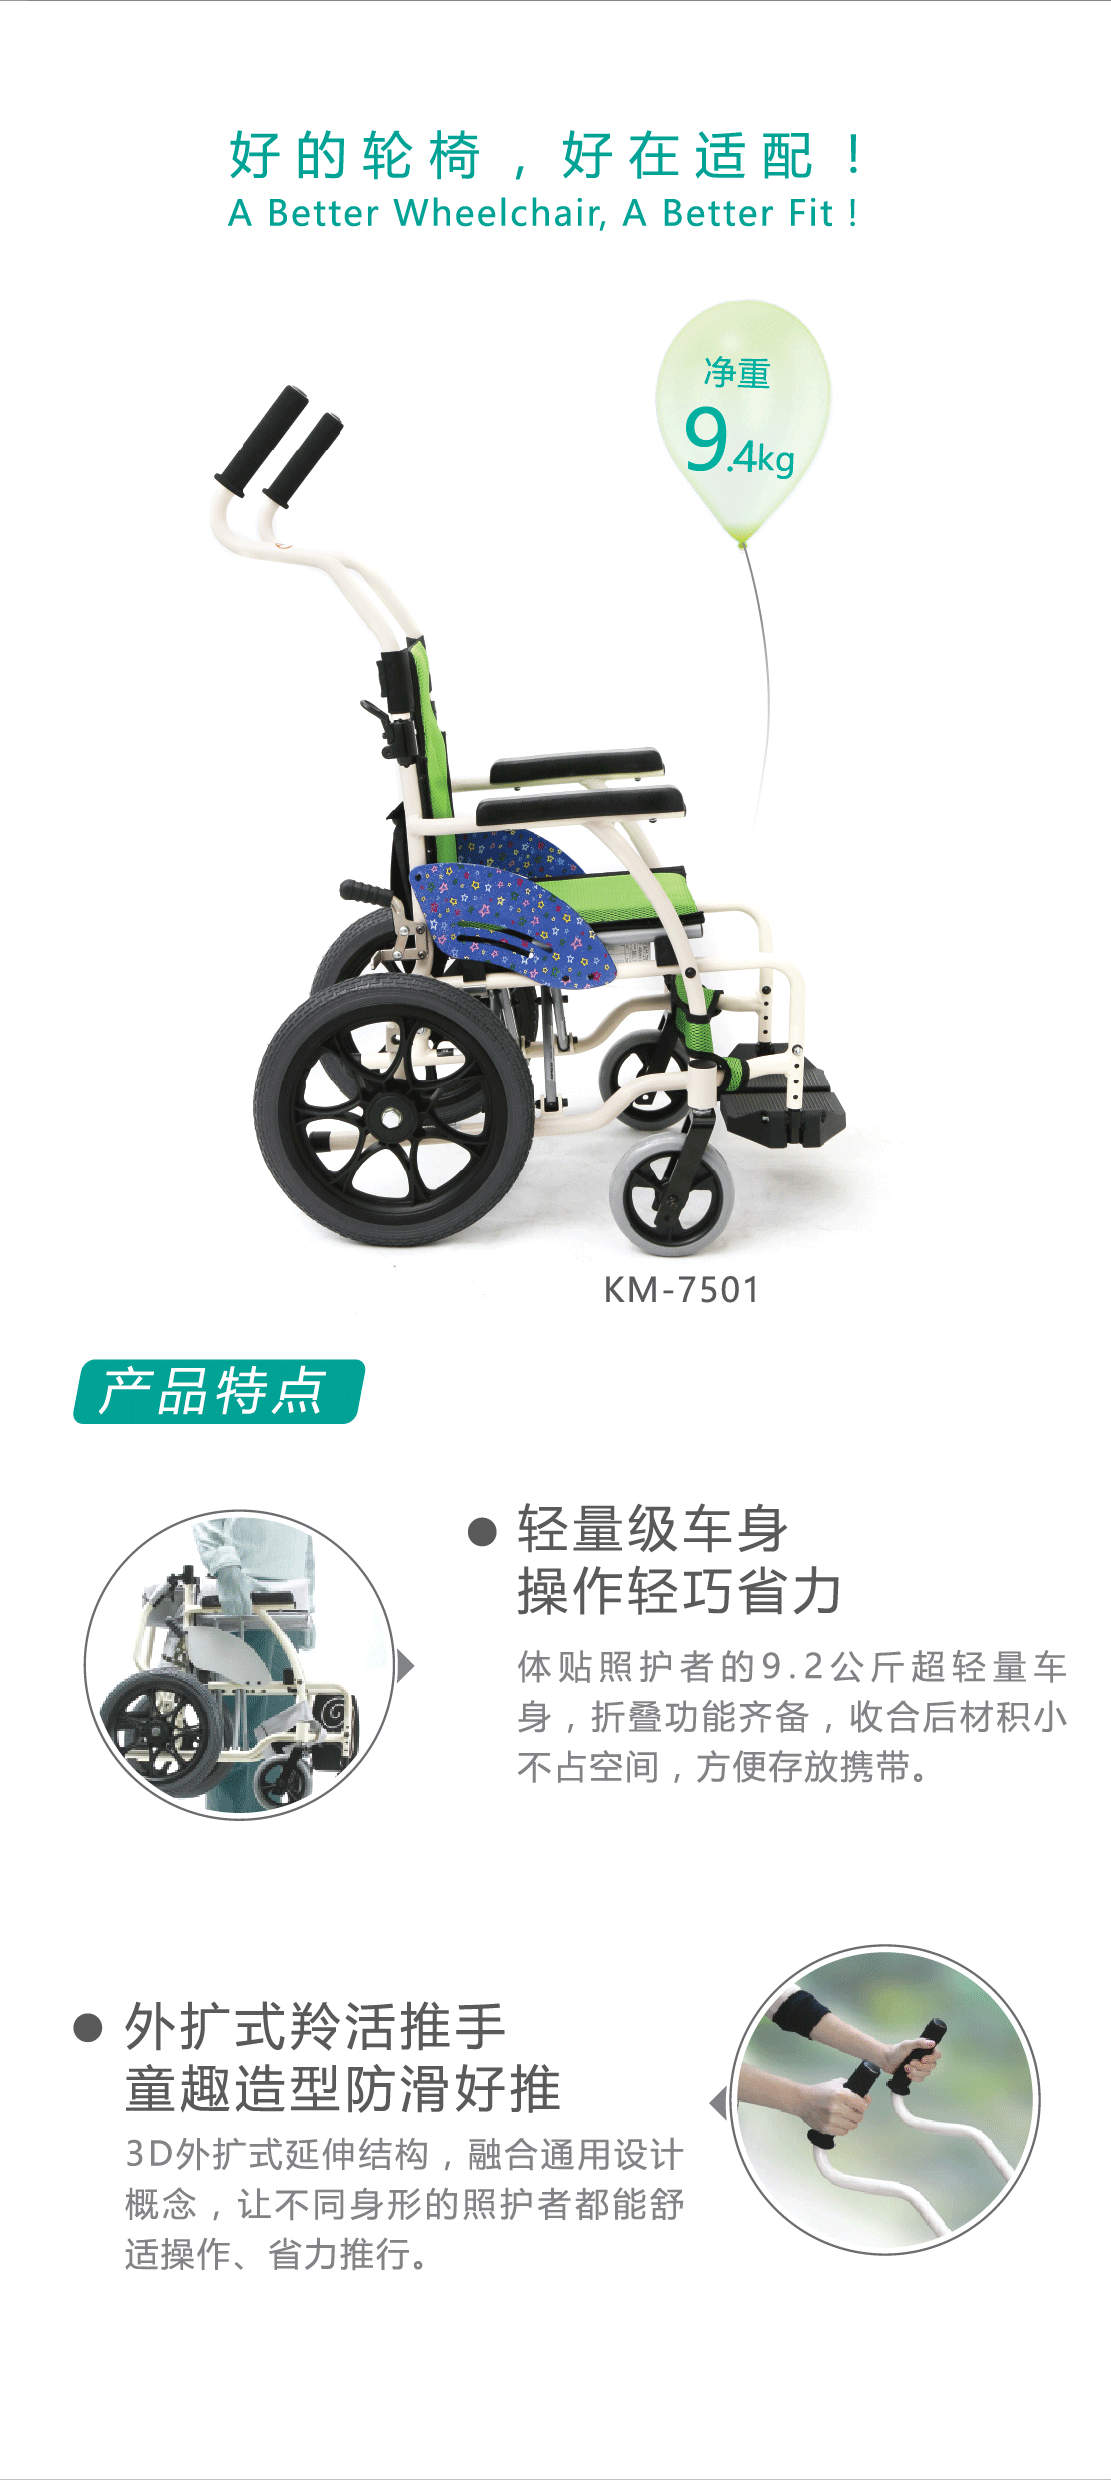 好的轮椅，好在适配！
A Better Wheelchair, A Better Fit !
净重
9.4kg
KM-7501
产品特点
● 轻量级车身
操作轻巧省力
体贴照护者的9.2公斤超轻量车
身，折叠功能齐备，收合后材积小
不占空间，方便存放携带。
● 外扩式羚活推手
童趣造型防滑好推
3D外扩式延伸结构，融合通用设计
概念，让不同身形的照护者都能舒
适操作、省力推行。